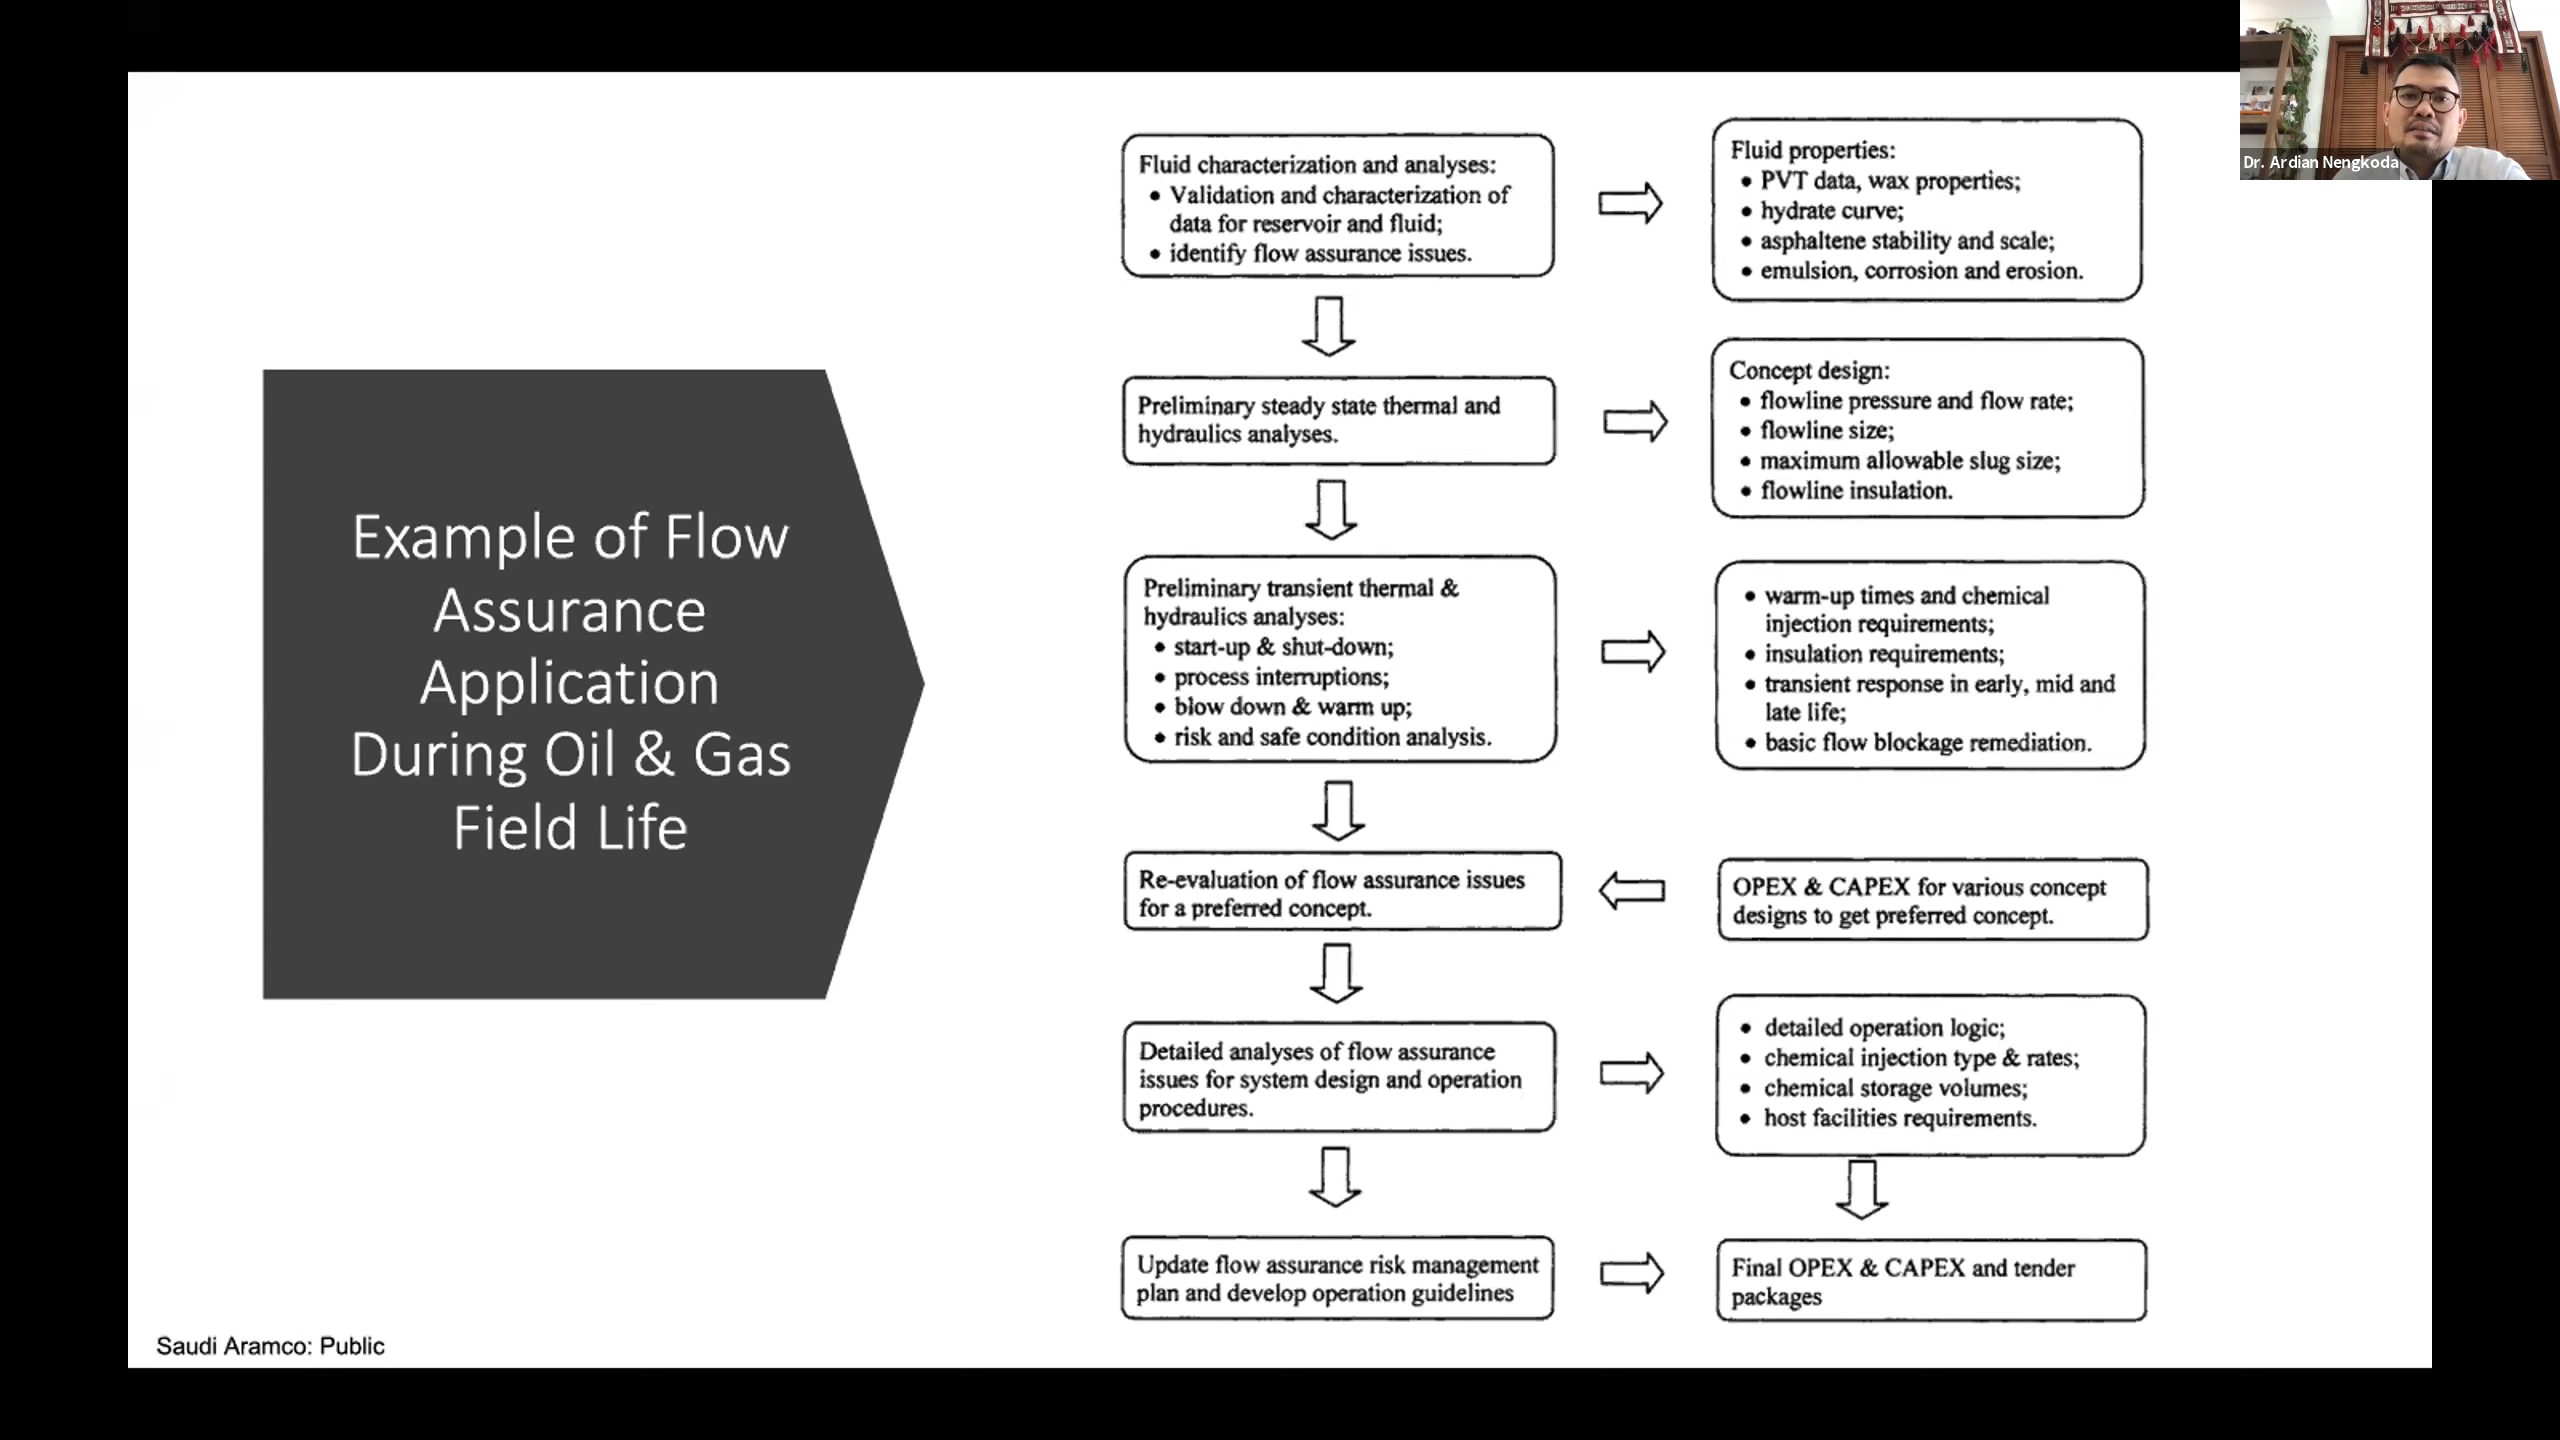 Dr. Ardian Nengkoda
Example of Flow
Assurance
Application
During Oil & Gas
Field Life
Fluid characterization and analyses:
• Validation and characterization of
data for reservoir and fluid;
• identify flow assurance issues.
Fluid properties:
• PVT data, wax properties;
• hydrate curve;
• asphaltene stability and scale;
• emulsion, corrosion and erosion.
Preliminary steady state thermal and
hydraulics analyses.
Concept design:
• flowline pressure and flow rate;
• flowline size;
• maximum allowable slug size;
• flowline insulation.
Preliminary transient thermal &
hydraulics analyses:
• start-up & shut-down;
• process interruptions;
• blow down & warm up;
• risk and safe condition analysis.
• warm-up times and chemical
injection requirements;
• insulation requirements;
• transient response in early, mid and
late life;
• basic flow blockage remediation.
Re-evaluation of flow assurance issues
for a preferred concept.
OPEX & CAPEX for various concept
designs to get preferred concept.
Detailed analyses of flow assurance
issues for system design and operation
procedures.
• detailed operation logic;
• chemical injection type & rates;
• chemical storage volumes;
• host facilities requirements.
Update flow assurance risk management
plan and develop operation guidelines
Final OPEX & CAPEX and tender
packages
Saudi Aramco: Public